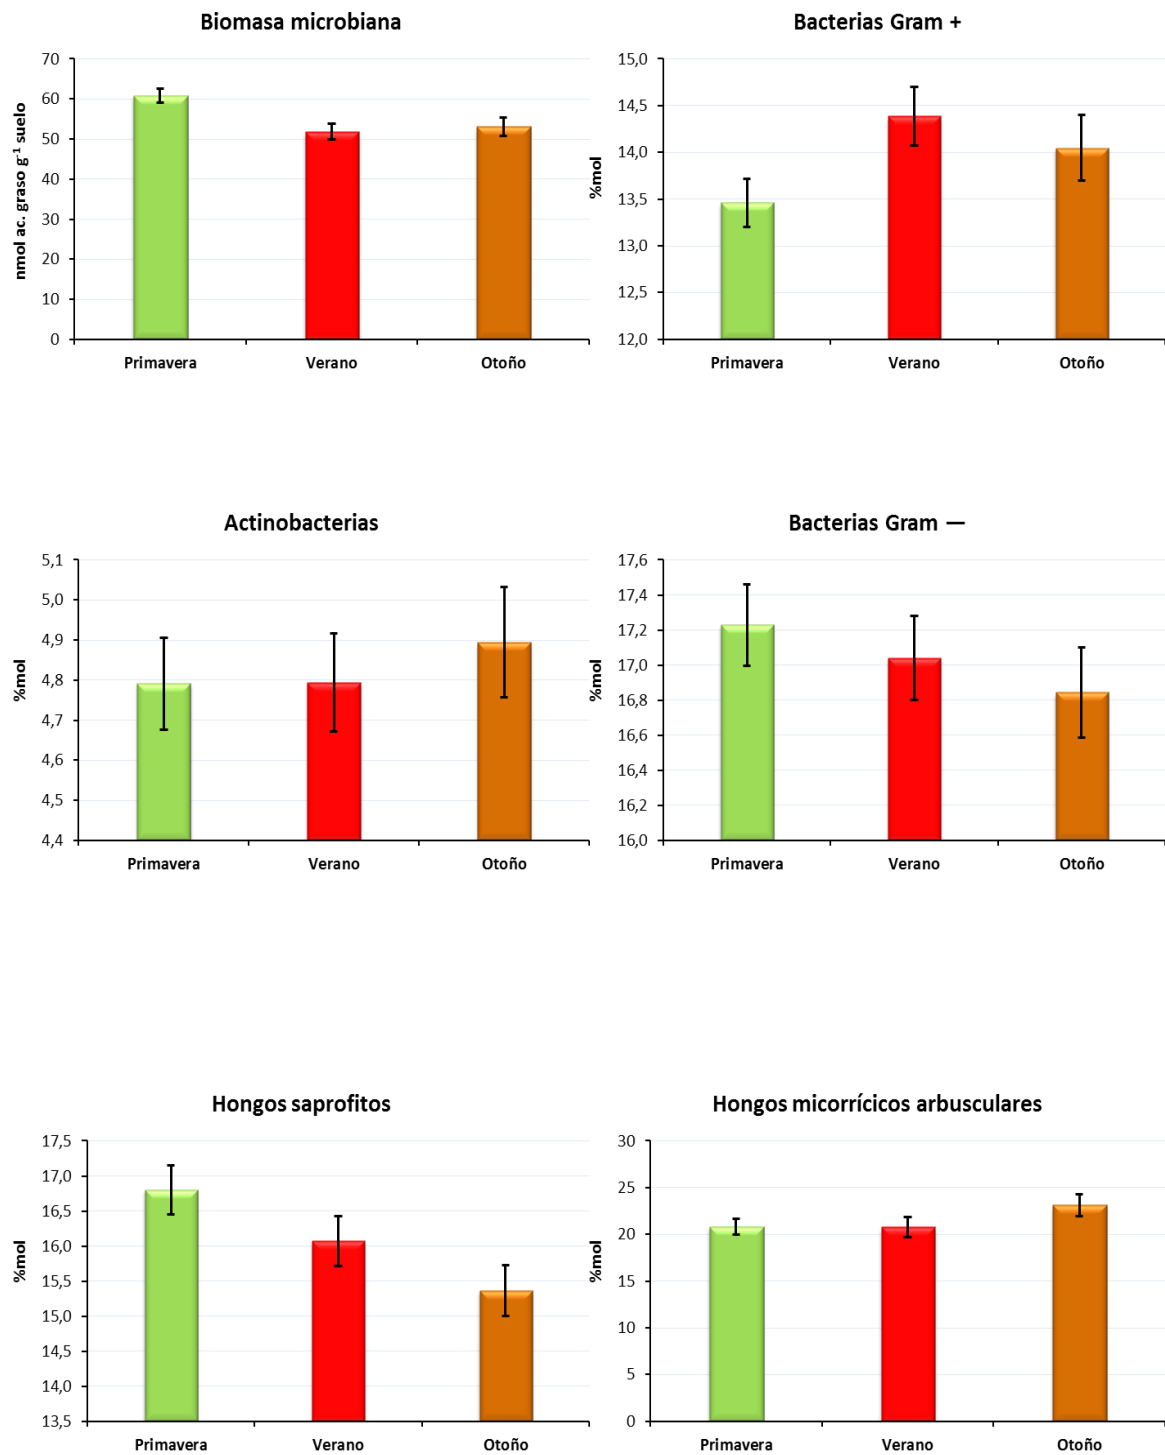 Biomasa microbiana
nmol ac. graso g⁻¹ suelo
70
60
50
40
30
20
10
0
Primavera Verano Otoño
Bacterias Gram +
%mol
15,0
14,5
14,0
13,5
13,0
12,5
12,0
Primavera Verano Otoño
Actinobacterias
%mol
5,1
5,0
4,9
4,8
4,7
4,6
4,5
4,4
Primavera Verano Otoño
Bacterias Gram —
%mol
17,6
17,4
17,2
17,0
16,8
16,6
16,4
16,2
16,0
Primavera Verano Otoño
Hongos saprofitos
%mol
17,5
17,0
16,5
16,0
15,5
15,0
14,5
14,0
13,5
Primavera Verano Otoño
Hongos micorrícicos arbusculares
%mol
30
25
20
15
10
5
0
Primavera Verano Otoño